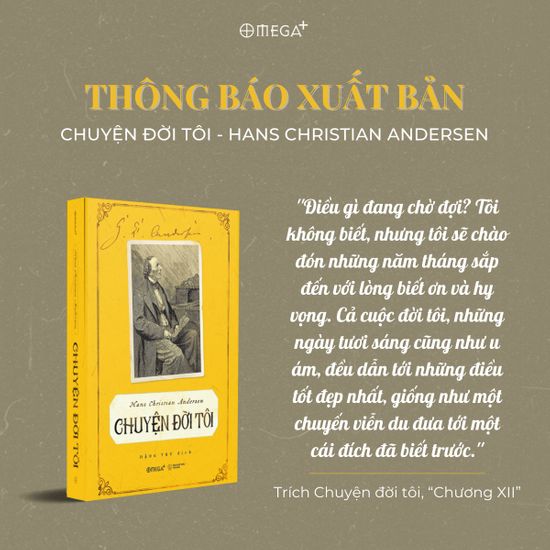 OMEGA+
THÔNG BÁO XUẤT BẢN
CHUYỆN ĐỜI TÔI - HANS CHRISTIAN ANDERSEN
"Điều gì đang chờ đợi? Tôi
không biết, nhưng tôi sẽ chào
đón những năm tháng sắp
đến với lòng biết ơn và hy
vọng. Cả cuộc đời tôi, những
ngày tươi sáng cũng như u
ám, đều dẫn tới những điều
tốt đẹp nhất, giống như một
chuyến viễn du đưa tới một
cái đích đã biết trước."
Trích Chuyện đời tôi, “Chương XII”
Hans Christian Andersen
CHUYỆN ĐỜI TÔI
OMEGA+
Hans Christian Andersen
CHUYỆN ĐỜI TÔI